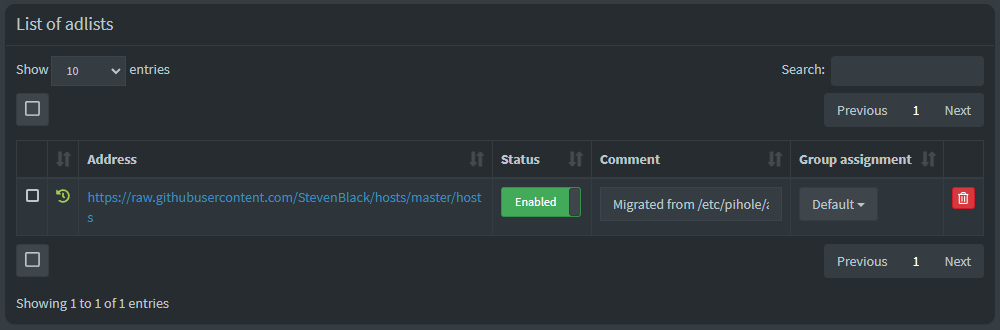 List of adlists
Show 10 entries
Search:
Previous 1 Next
Address Status Comment Group assignment
https://raw.githubusercontent.com/StevenBlack/hosts/master/host
s
Enabled
Migrated from /etc/pihole/a
Default
Previous 1 Next
Showing 1 to 1 of 1 entries